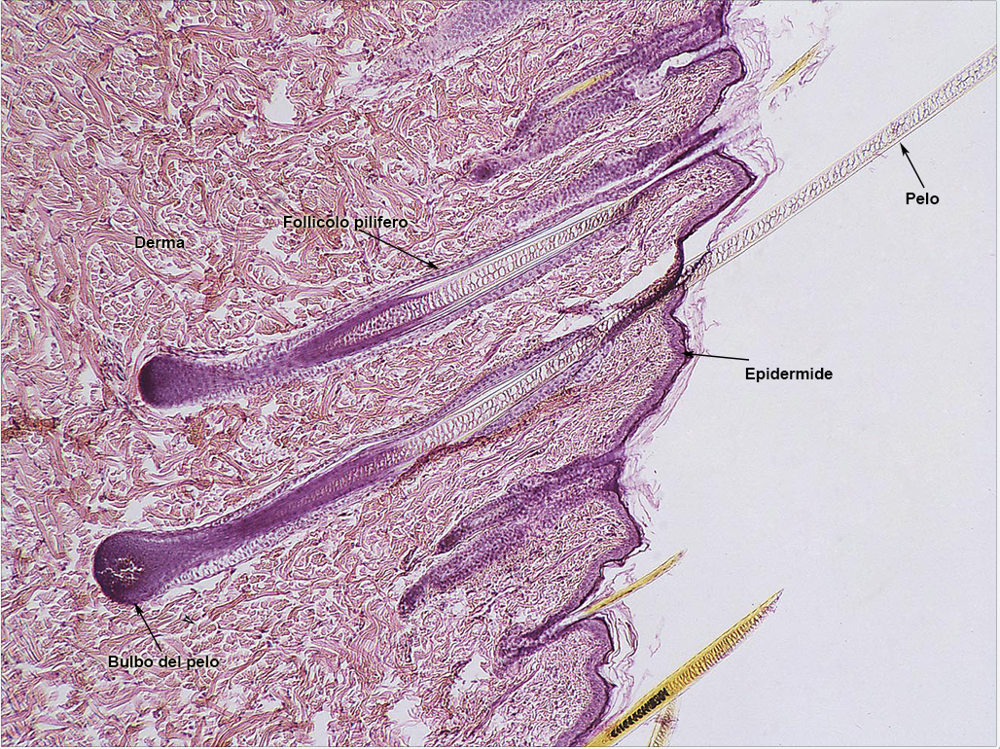 Pelo
Follicolo pilifero
Derma
Epidermide
Bulbo del pelo